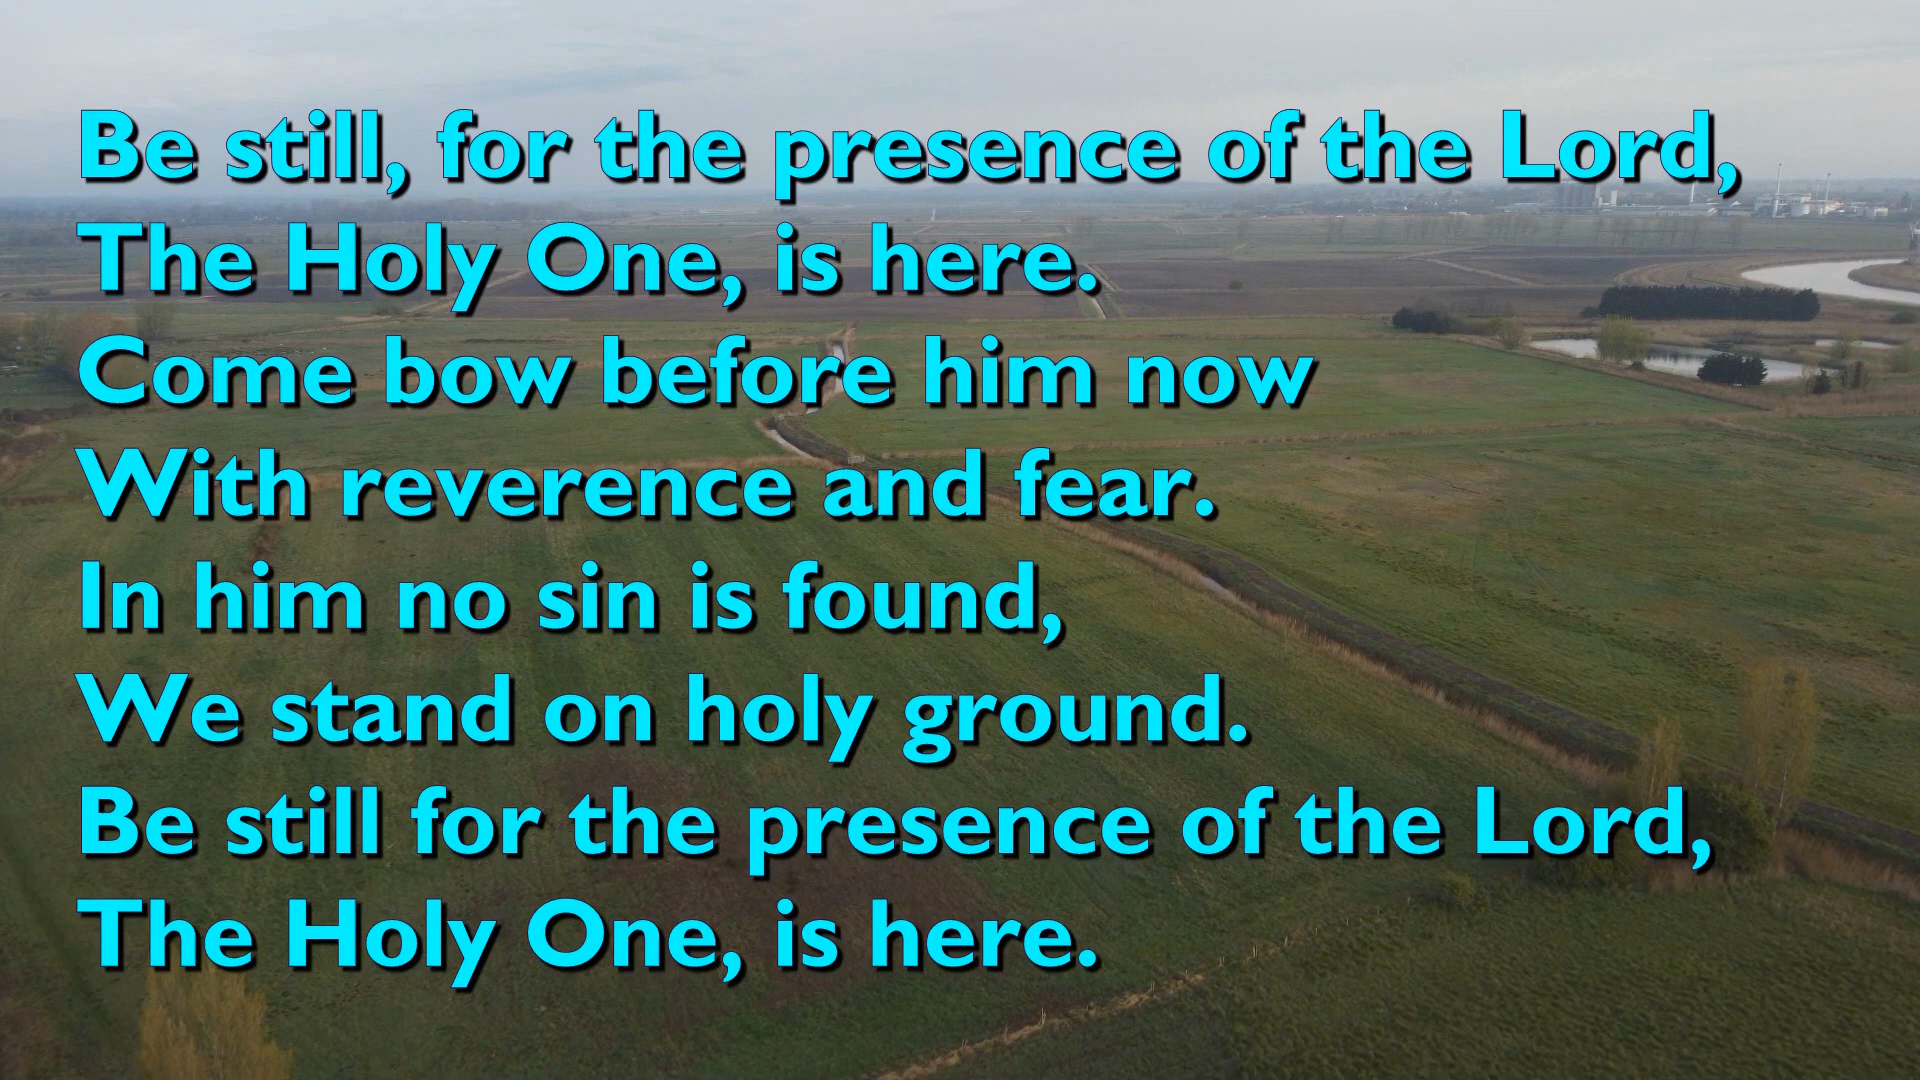 Be still, for the presence of the Lord,
The Holy One, is here.
Come bow before him now
With reverence and fear.
In him no sin is found,
We stand on holy ground.
Be still for the presence of the Lord,
The Holy One, is here.